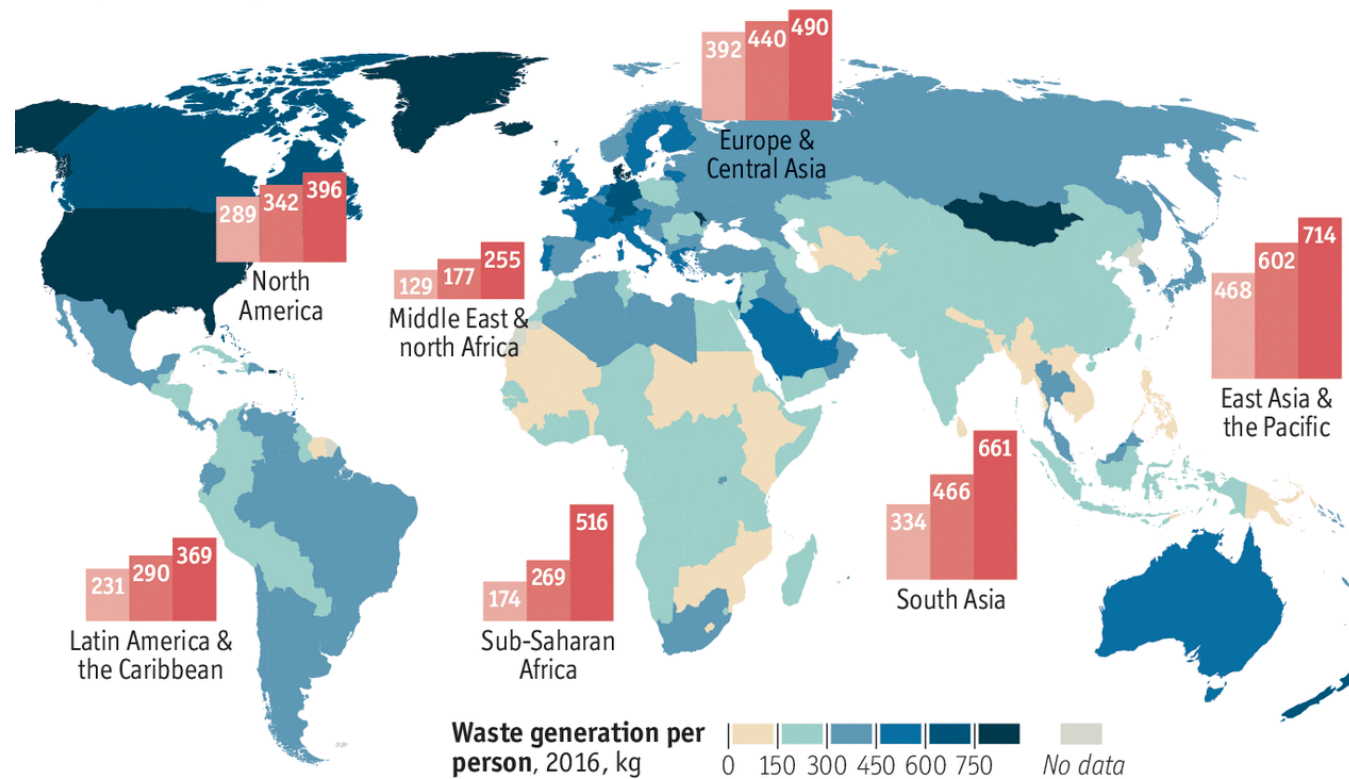 392 440 490
Europe &
Central Asia
289 342 396
North
America
129 177 255
Middle East &
north Africa
468 602 714
East Asia &
the Pacific
334 466 661
South Asia
174 269 516
Sub-Saharan
Africa
231 290 369
Latin America &
the Caribbean
Waste generation per
person, 2016, kg
0 150 300 450 600 750
No data